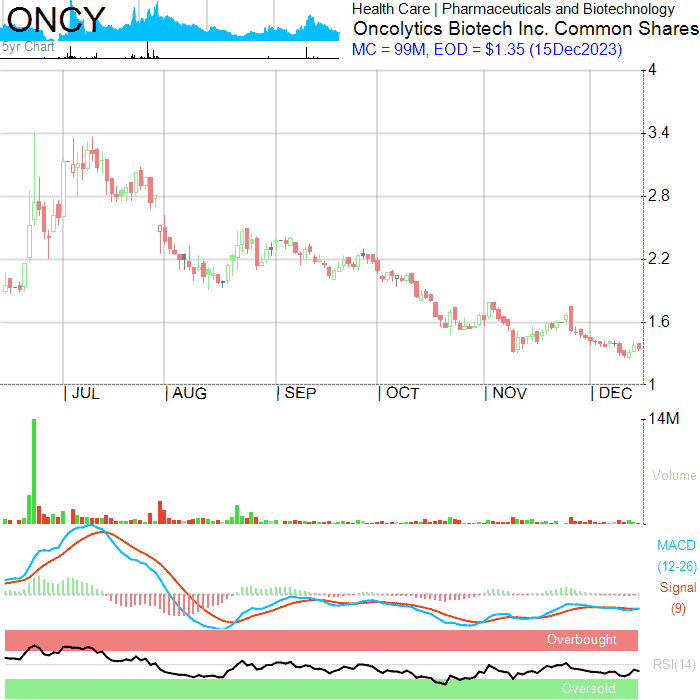 ONCY
5yr Chart
Health Care | Pharmaceuticals and Biotechnology
Oncolytics Biotech Inc. Common Shares
MC = 99M, EOD = $1.35 (15Dec2023)
4
3.4
2.8
2.2
1.6
1
JUL AUG SEP OCT NOV DEC
14M
Volume
MACD
(12-26)
Signal
(9)
Overbought
RSI(14)
Oversold